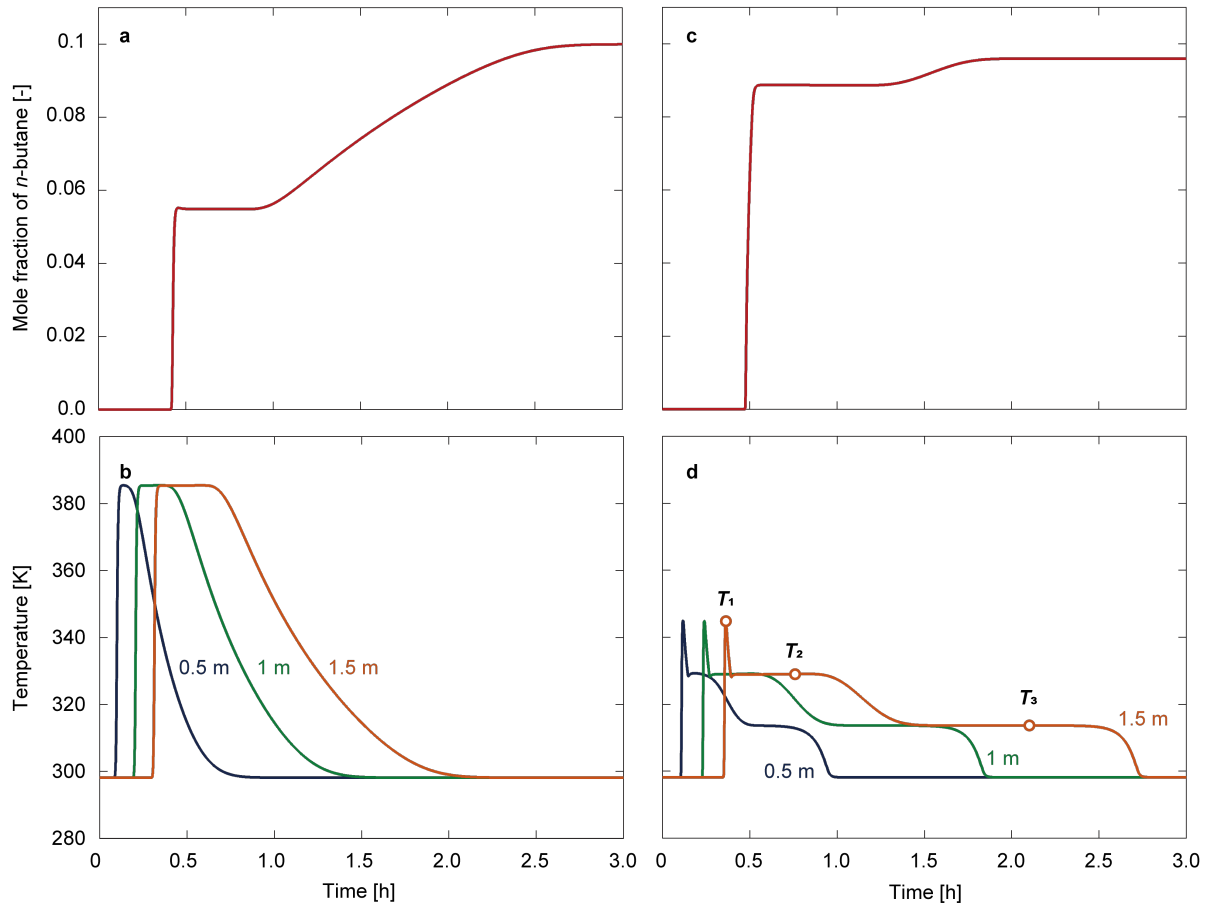 a
Mole fraction of n-butane [-]
0.1
0.08
0.06
0.04
0.02
0.0
c
b
Temperature [K]
400
380
360
340
320
300
280
0.5 m
1 m
1.5 m
0
0.5
1.0
1.5
2.0
2.5
3.0
Time [h]
d
T₁
T₂
T₃
0.5 m
1 m
1.5 m
0
0.5
1.0
1.5
2.0
2.5
3.0
Time [h]